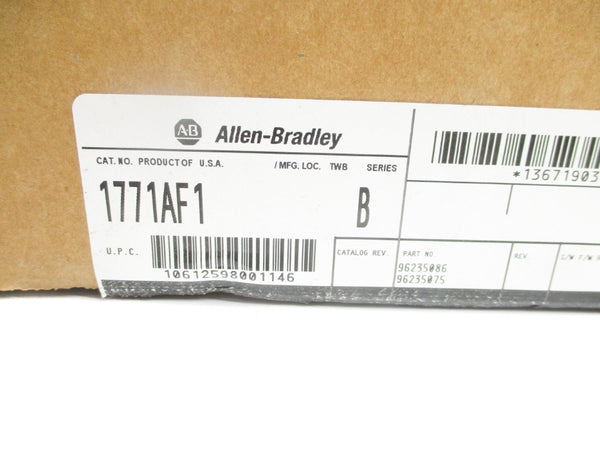 AB Allen-Bradley
CAT. NO. PRODUCT OF U.S.A. / MFG. LOC. TWB SERIES
1771AF1 B
U.P.C.
10612598001146
*13671903
CATALOG REV. PART NO. REV.
96235086
96235075